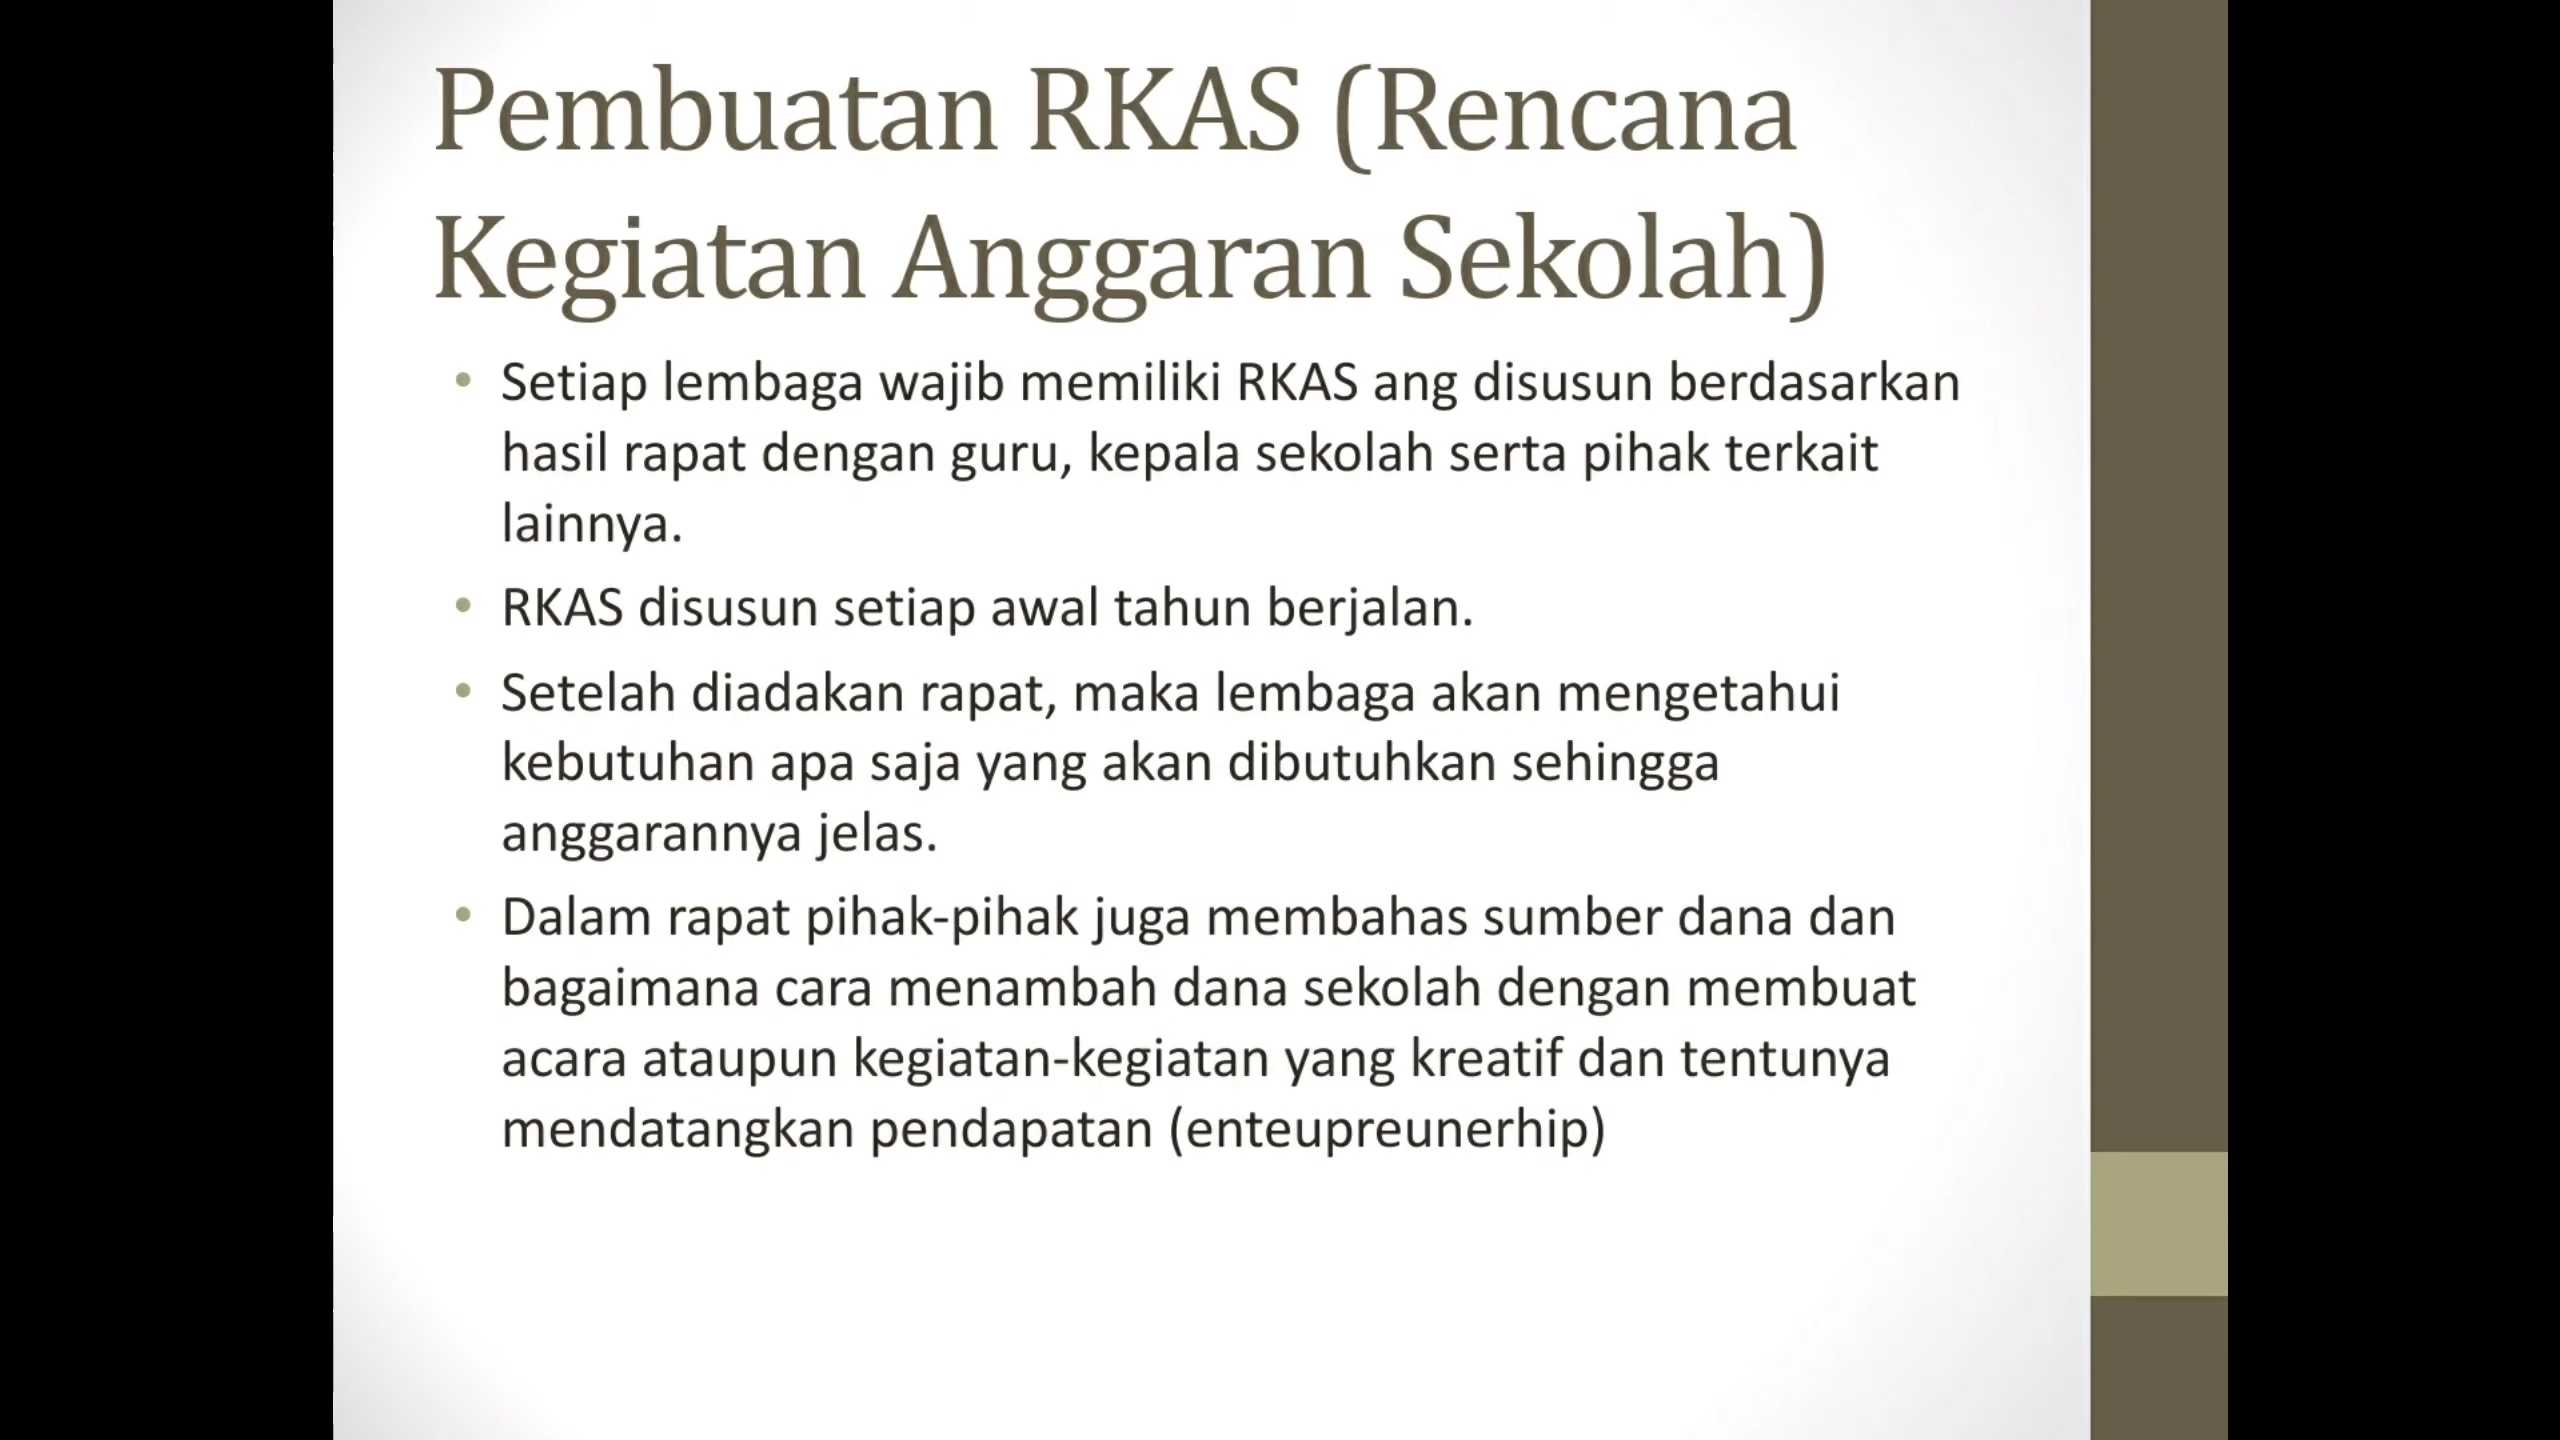 Pembuatan RKAS (Rencana
Kegiatan Anggaran Sekolah)
• Setiap lembaga wajib memiliki RKAS ang disusun berdasarkan
hasil rapat dengan guru, kepala sekolah serta pihak terkait
lainnya.
• RKAS disusun setiap awal tahun berjalan.
• Setelah diadakan rapat, maka lembaga akan mengetahui
kebutuhan apa saja yang akan dibutuhkan sehingga
anggarannya jelas.
• Dalam rapat pihak-pihak juga membahas sumber dana dan
bagaimana cara menambah dana sekolah dengan membuat
acara ataupun kegiatan-kegiatan yang kreatif dan tentunya
mendatangkan pendapatan (enteupreunerhip)